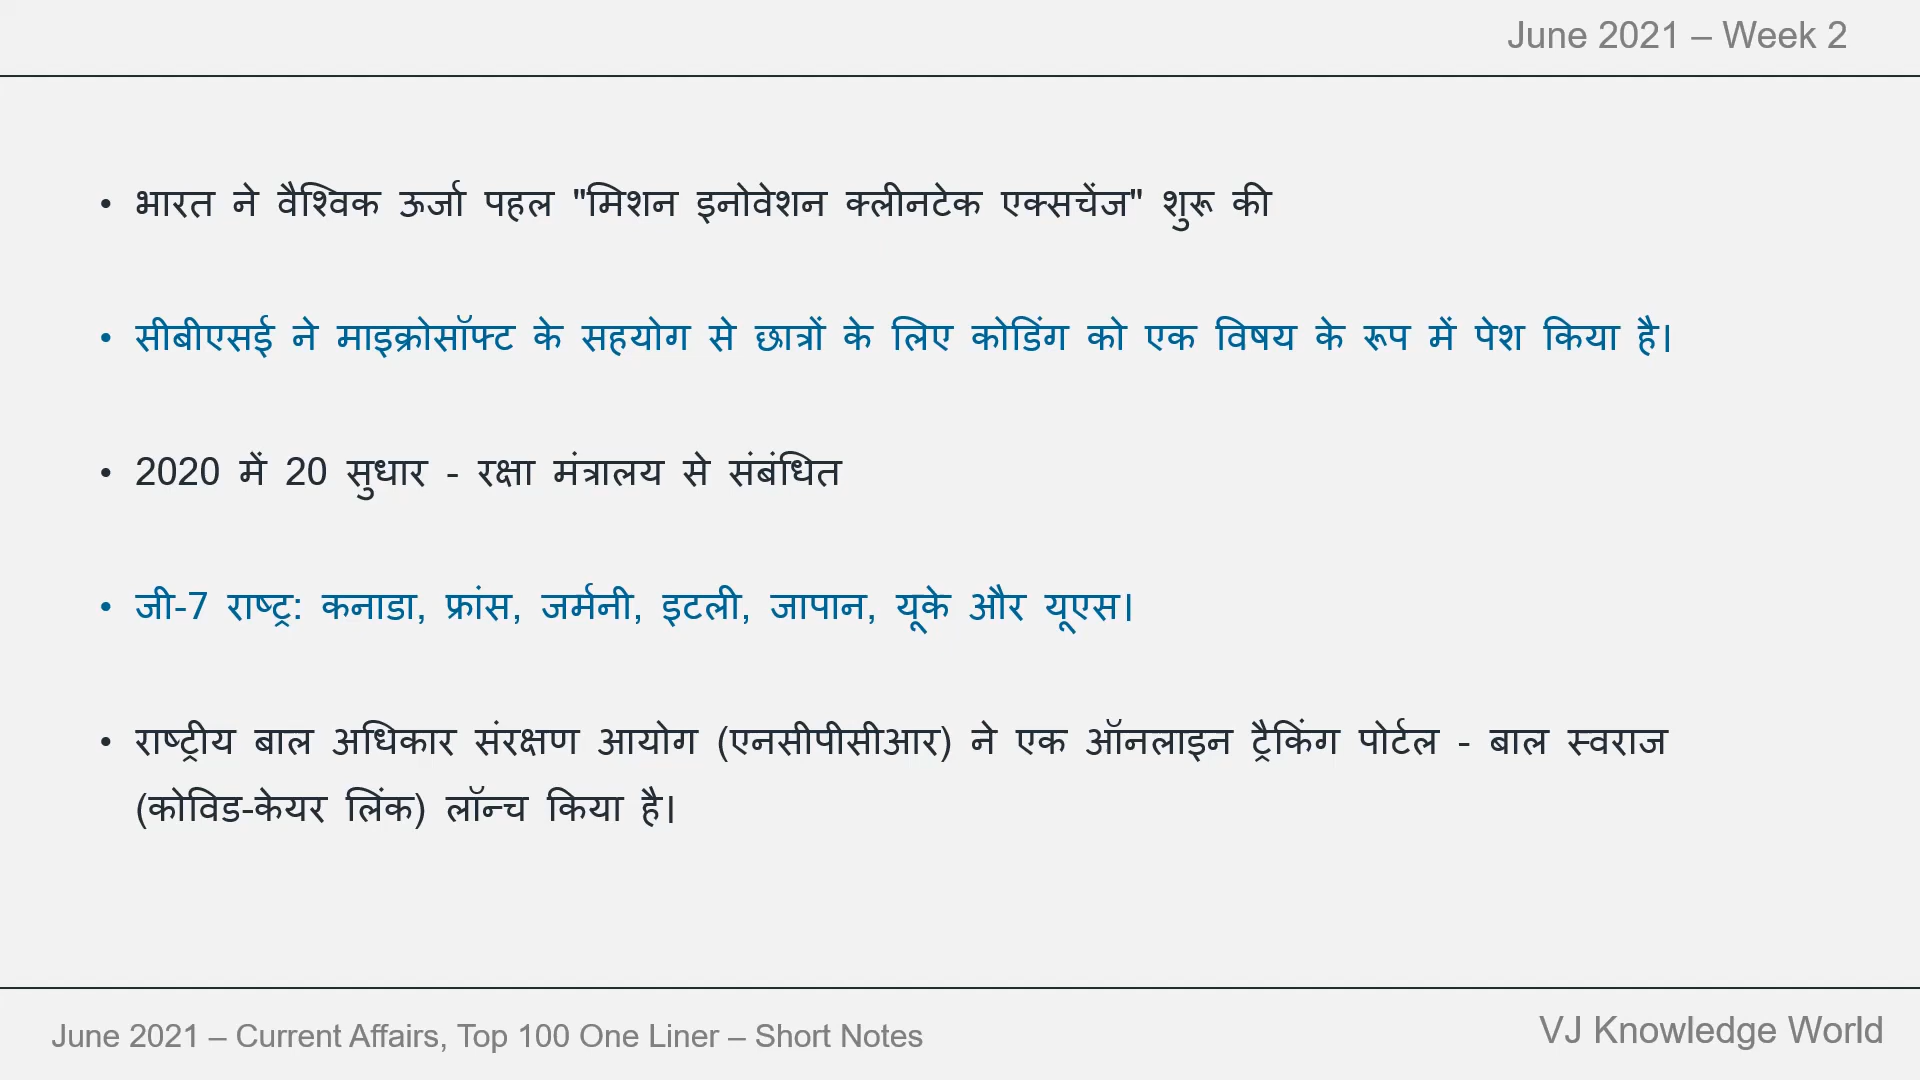 June 2021 – Week 2
• भारत ने वैश्विक ऊर्जा पहल "मिशन इनोवेशन क्लीनटेक एक्सचेंज" शुरू की
• सीबीएसई ने माइक्रोसॉफ्ट के सहयोग से छात्रों के लिए कोडिंग को एक विषय के रूप में पेश किया है।
• 2020 में 20 सुधार - रक्षा मंत्रालय से संबंधित
• जी-7 राष्ट्र: कनाडा, फ्रांस, जर्मनी, इटली, जापान, यूके और यूएस।
• राष्ट्रीय बाल अधिकार संरक्षण आयोग (एनसीपीसीआर) ने एक ऑनलाइन ट्रैकिंग पोर्टल - बाल स्वराज
(कोविड-केयर लिंक) लॉन्च किया है।
June 2021 – Current Affairs, Top 100 One Liner – Short Notes
VJ Knowledge World